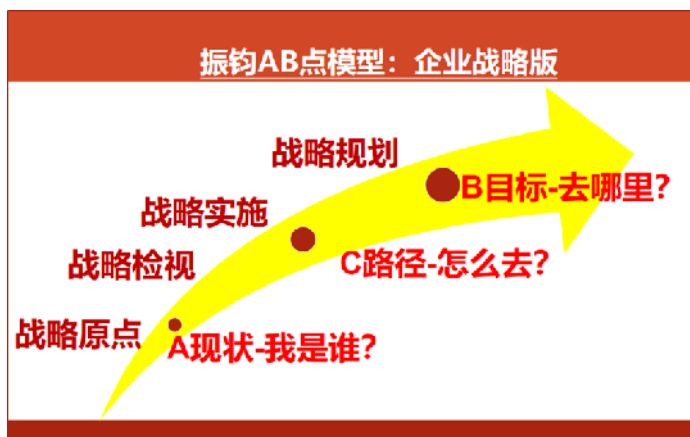 振钧AB点模型：企业战略版
战略规划
B目标-去哪里？
战略实施
C路径-怎么去？
战略检视
战略原点
A现状-我是谁？